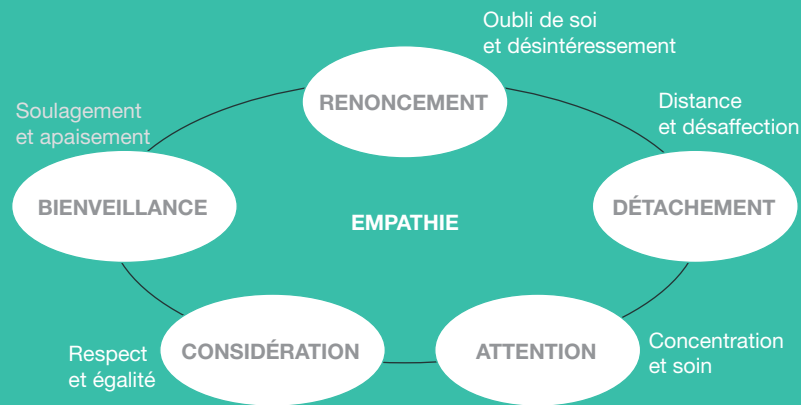 Oubli de soi
et désintéressement
RENONCEMENT
Distance
et désaffection
DÉTACHEMENT
Concentration
et soin
ATTENTION
Respect
et égalité
CONSIDÉRATION
Soulagement
et apaisement
BIENVEILLANCE
EMPATHIE